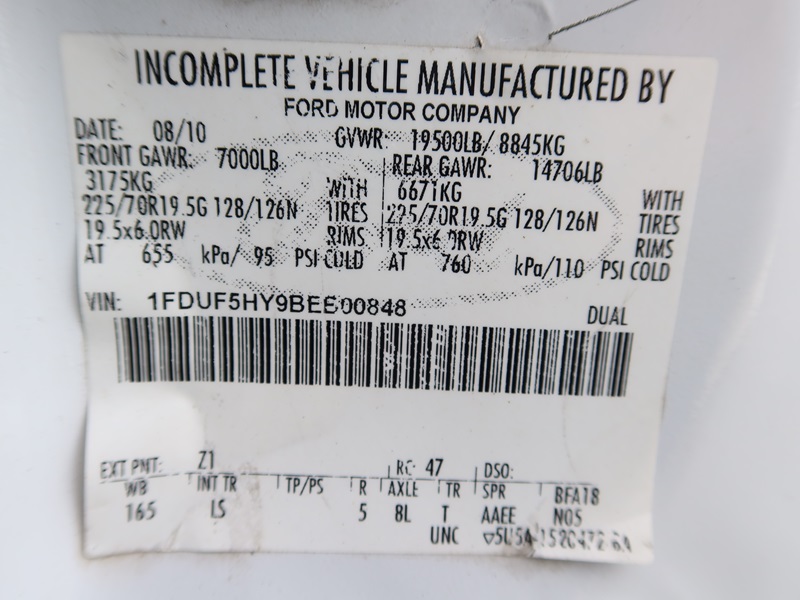 INCOMPLETE VEHICLE MANUFACTURED BY
FORD MOTOR COMPANY
DATE: 08/10 GVWR: 19500LB/ 8845KG
FRONT GAWR: 7000LB REAR GAWR: 14706LB
3175KG WITH 6671KG WITH
225/70R19.5G 128/126N TIRES 225/70R19.5G 128/126N TIRES
19.5x6.0RW RIMS 19.5x6.0RW RIMS
AT 655 kPa/ 95 PSI COLD AT 760 kPa/110 PSI COLD
VIN: 1FDUF5HY9BEB00848 DUAL
EXT PNT: Z1 RC: 47 DSO:
WB INT TR TP/PS R AXLE TR SPR BFA18
165 LS 5 8L T AAEE N05
UNC